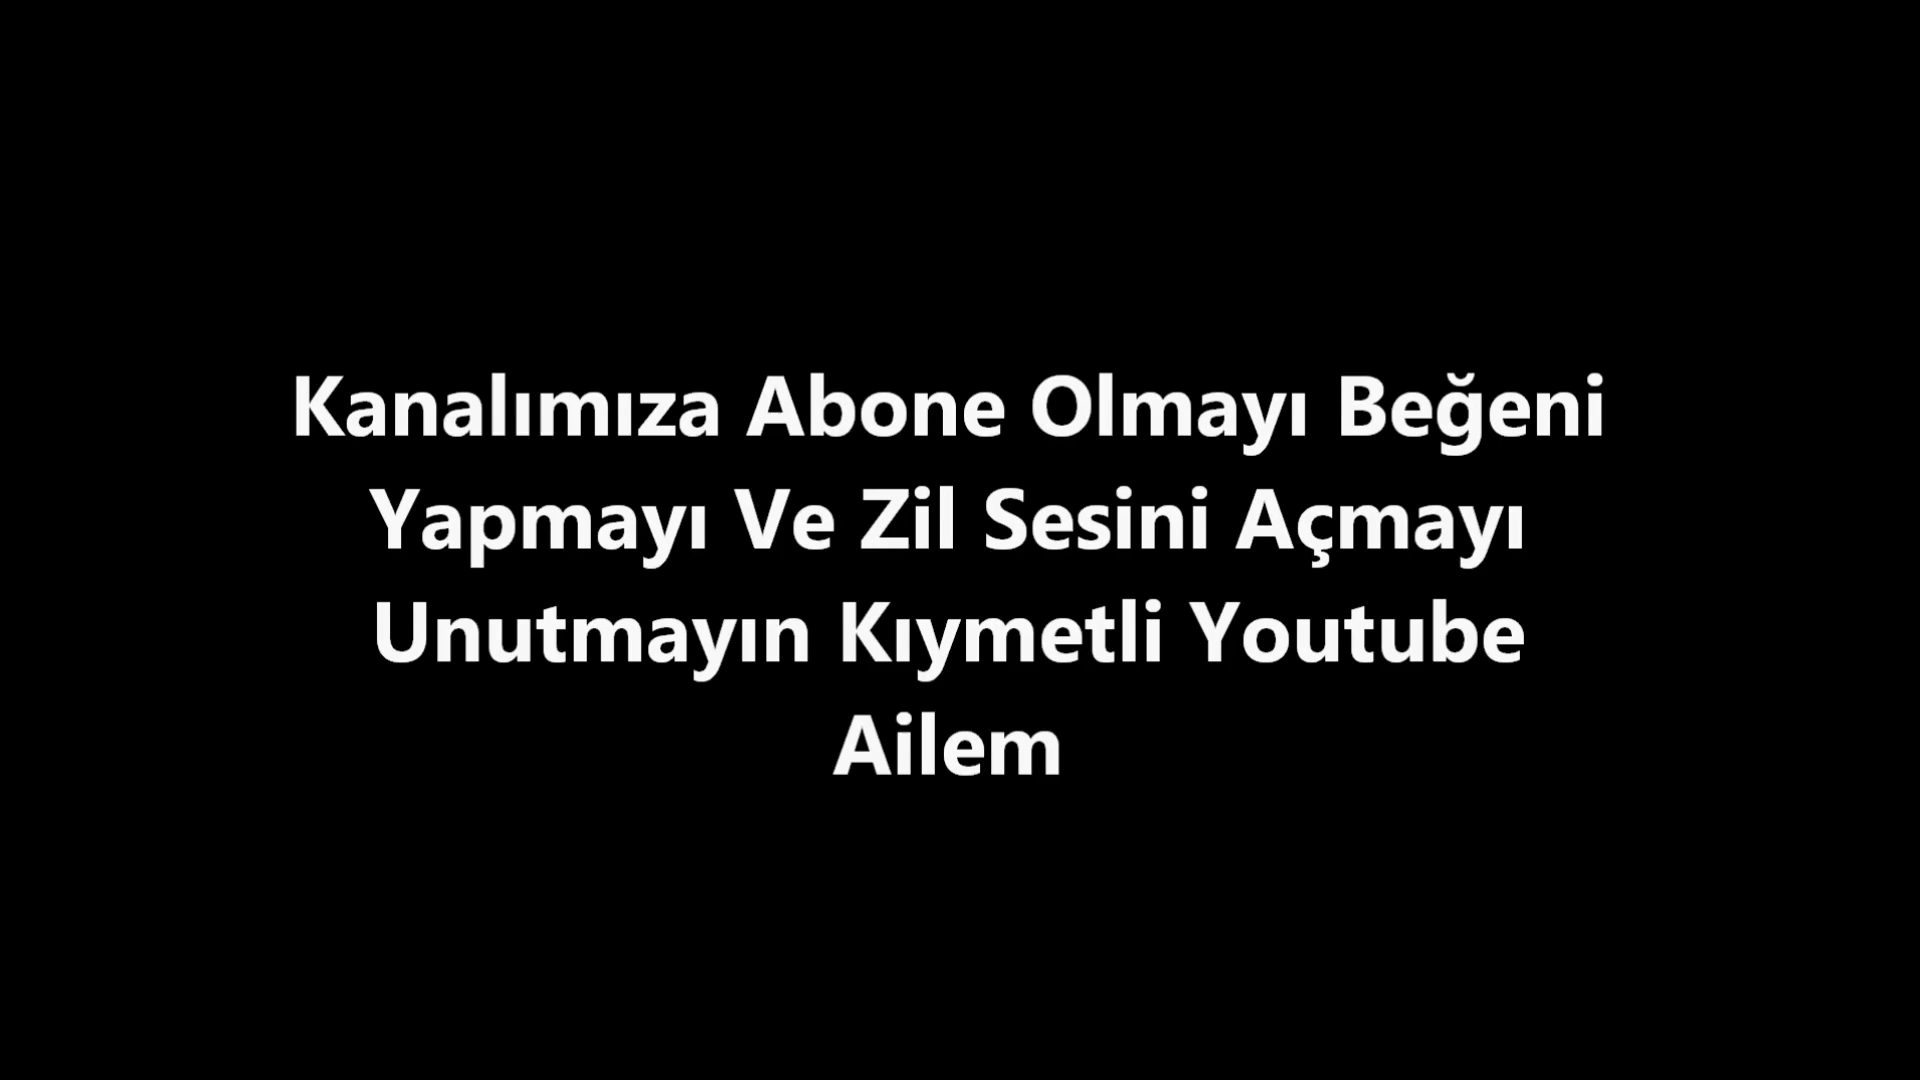 Kanalımıza Abone Olmayı Beğeni
Yapmayı Ve Zil Sesini Açmayı
Unutmayın Kıymetli Youtube
Ailem